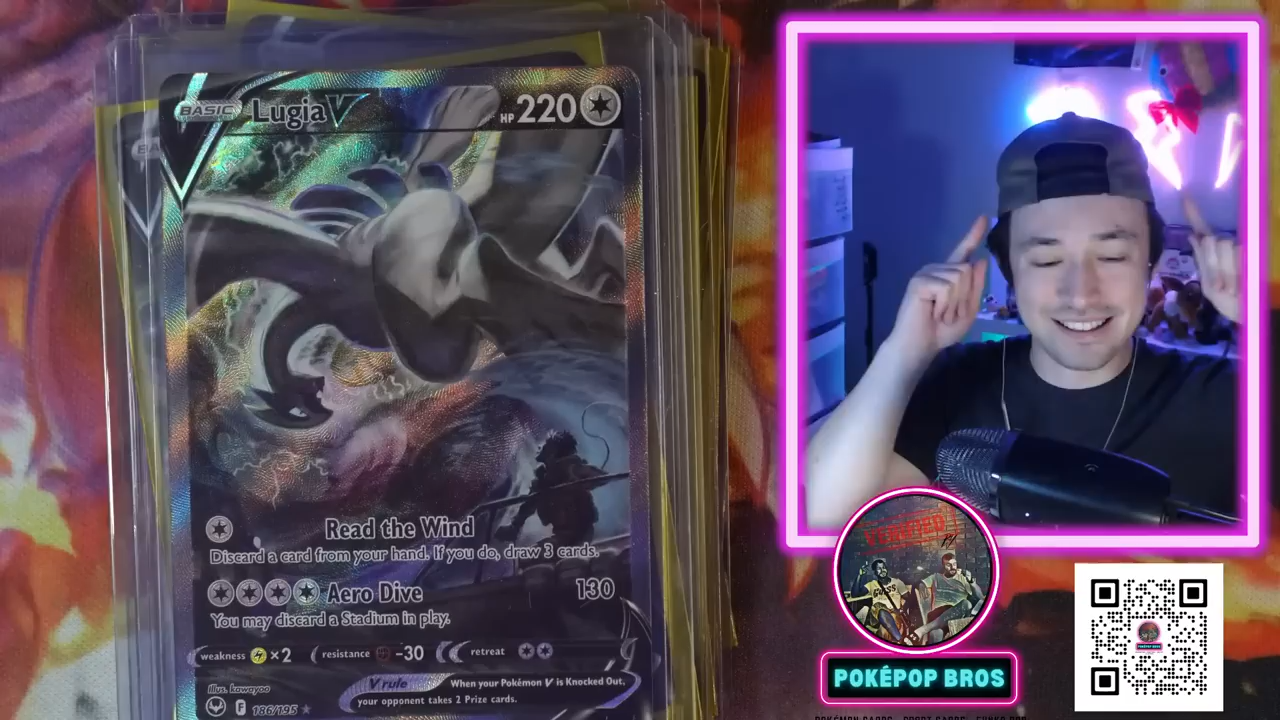 BASIC Lugia V HP 220
BA
Read the Wind
Discard a card from your hand. If you do, draw 3 cards.
Aero Dive 130
You may discard a Stadium in play.
weakness ×2 resistance -30 retreat
V rule When your Pokémon V is Knocked Out,
your opponent takes 2 Prize cards.
Illus. kawayoo
F 186/195 ★
POKÉPOP BROS